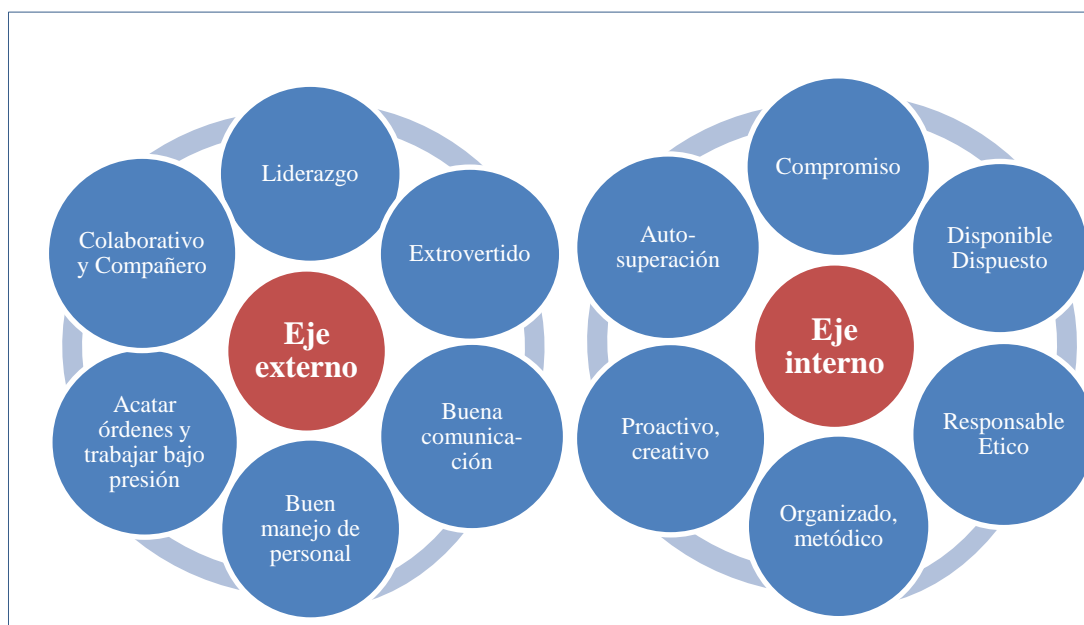 Liderazgo
Extrovertido
Buena
comunica-
ción
Buen
manejo de
personal
Acatar
órdenes y
trabajar bajo
presión
Colaborativo
y Compañero
Eje
externo
Compromiso
Disponible
Dispuesto
Responsable
Etico
Organizado,
metódico
Proactivo,
creativo
Auto-
superación
Eje
interno